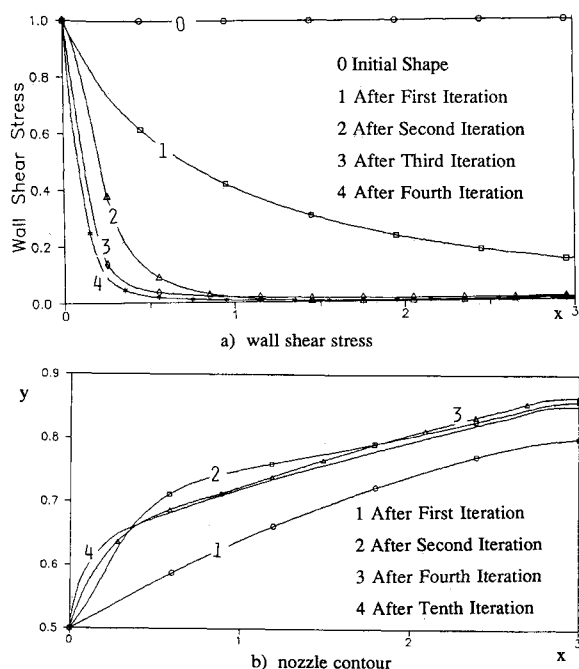 1.0
0
0 Initial Shape
0.8
1 After First Iteration
Wall Shear Stress
0.6
1
2 After Second Iteration
3 After Third Iteration
0.4
2
4 After Fourth Iteration
0.2
3
4
0.0
0
1
2
x
3
a) wall shear stress
0.9
y
3
0.8
2
0.7
1 After First Iteration
4
1
2 After Second Iteration
0.6
3 After Fourth Iteration
4 After Tenth Iteration
0.5
0
1
2
3
b) nozzle contour
x